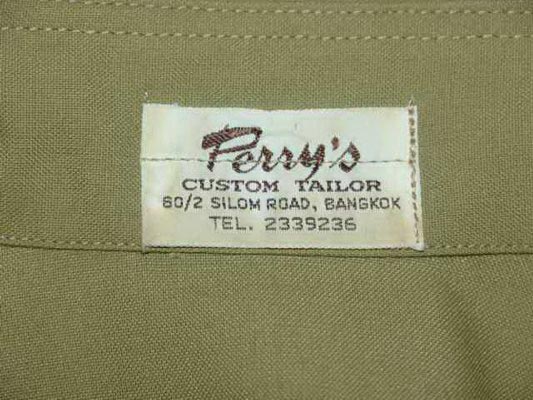 Perry's
CUSTOM TAILOR
60/2 SILOM ROAD, BANGKOK
TEL. 2339236